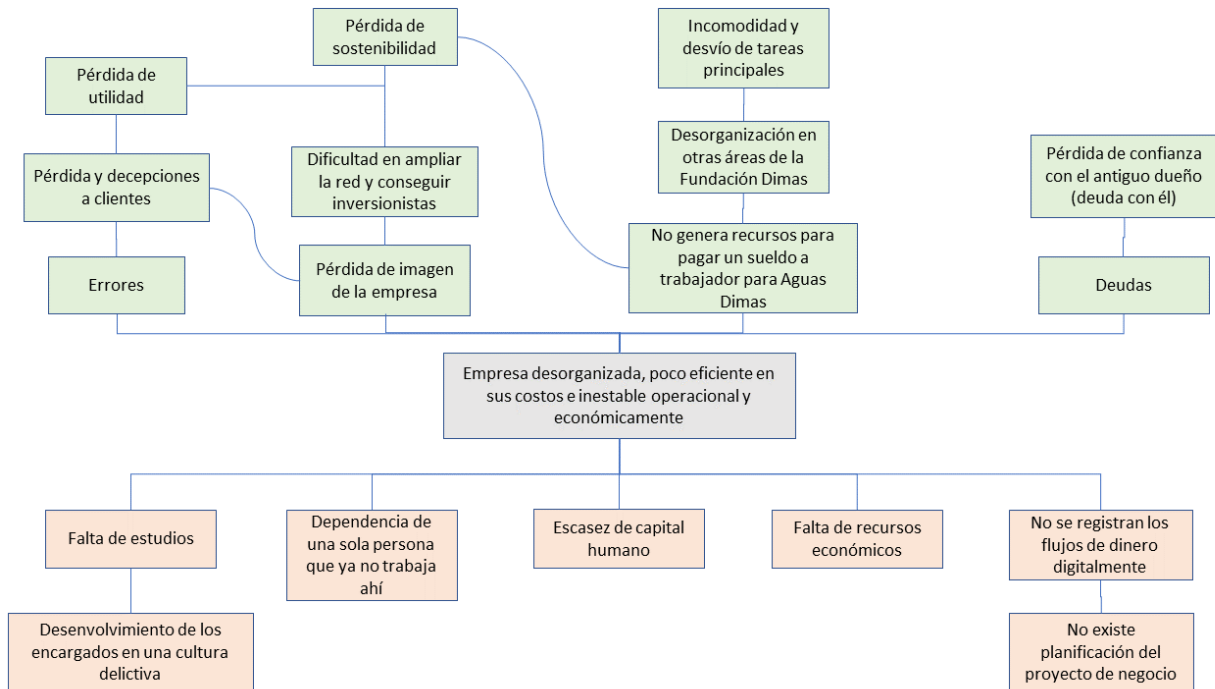 Pérdida de
sostenibilidad
Incomodidad y
desvío de tareas
principales
Pérdida de
utilidad
Pérdida y decepciones
a clientes
Dificultad en ampliar
la red y conseguir
inversionistas
Desorganización en
otras áreas de la
Fundación Dimas
Pérdida de confianza
con el antiguo dueño
(deuda con él)
Errores
Pérdida de imagen
de la empresa
No genera recursos para
pagar un sueldo a
trabajador para Aguas
Dimas
Deudas
Empresa desorganizada, poco eficiente en
sus costos e inestable operacional y
económicamente
Falta de estudios
Dependencia de
una sola persona
que ya no trabaja
ahí
Escasez de capital
humano
Falta de recursos
económicos
No se registran los
flujos de dinero
digitalmente
Desenvolvimiento de los
encargados en una cultura
delictiva
No existe
planificación del
proyecto de negocio